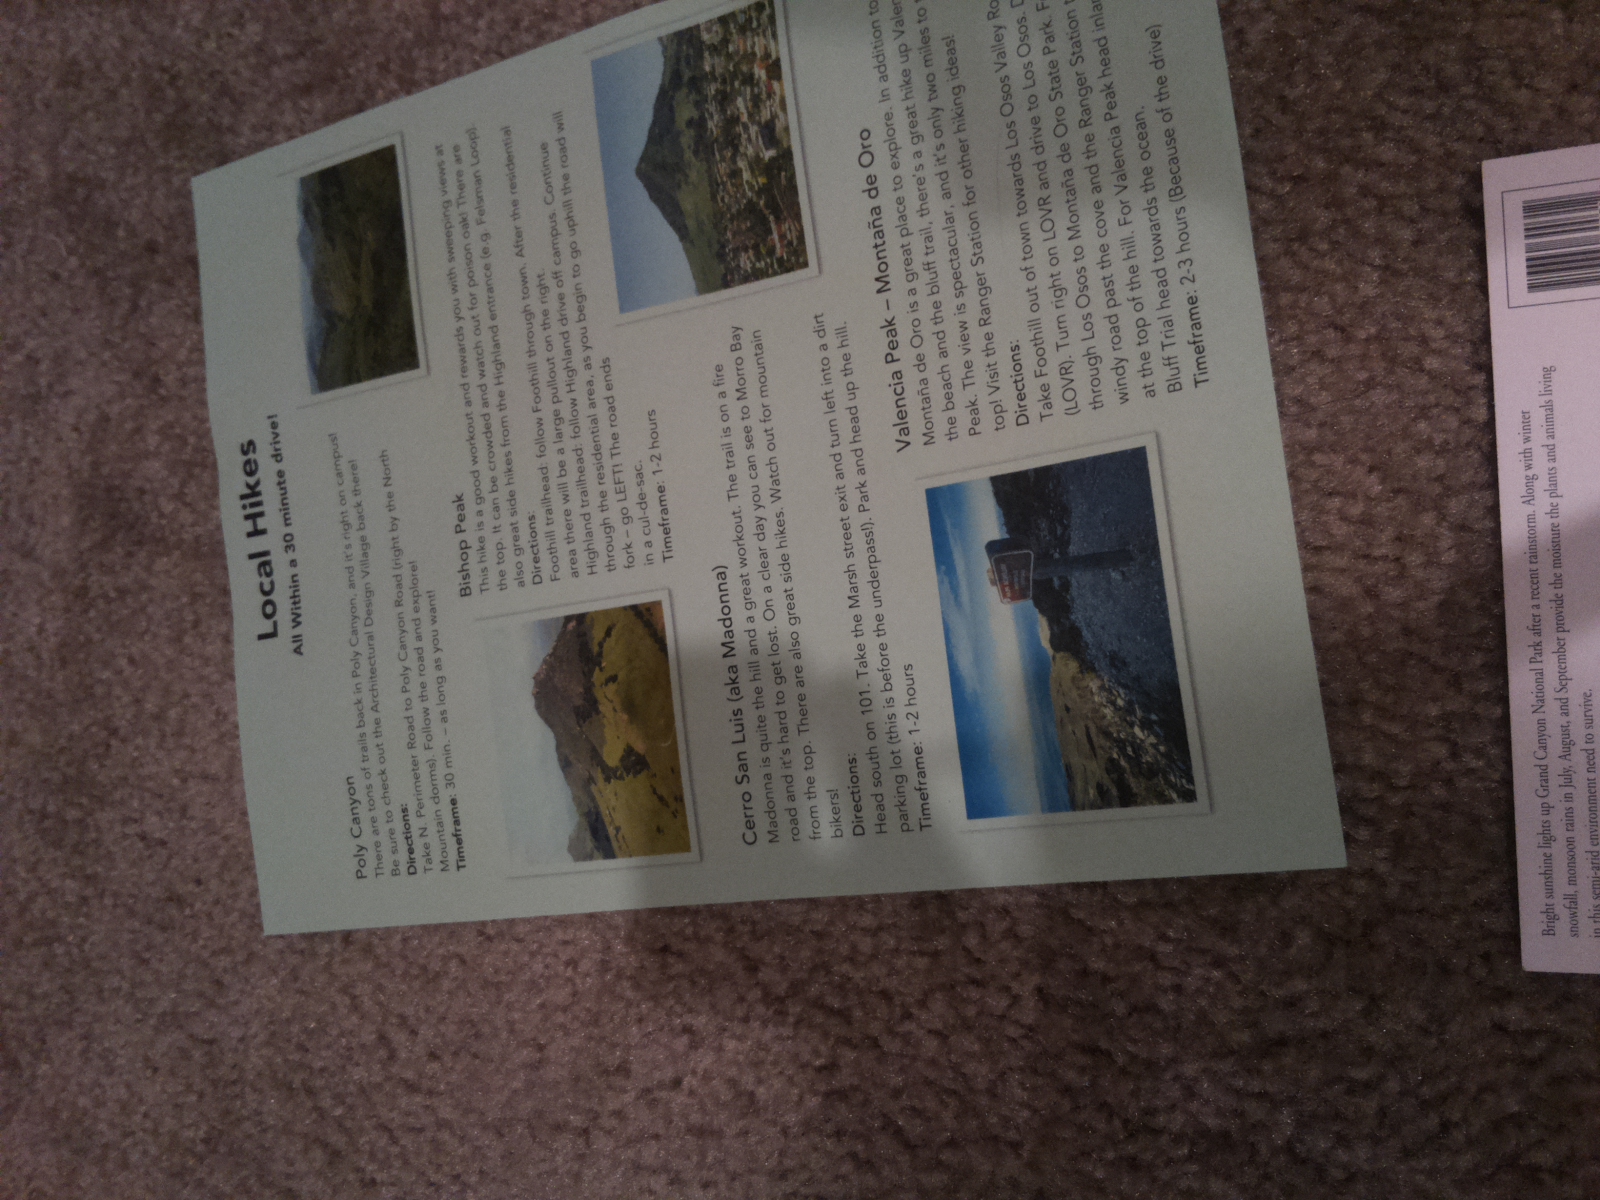 Local Hikes
All Within a 30 minute drive!
Poly Canyon
There are tons of trails back in Poly Canyon, and it's right on campus!
Be sure to check out the Architectural Design Village back there!
Directions:
Take N. Perimeter Road to Poly Canyon Road (right by the North
Mountain dorms). Follow the road and explore!
Timeframe: 30 min. – as long as you want!
Bishop Peak
This hike is a good workout and rewards you with sweeping views at
the top. It can be crowded and watch out for poison oak! There are
also great side hikes from the Highland entrance (e.g. Felsman Loop).
Directions:
Foothill trailhead: follow Foothill through town. After the residential
area there will be a large pullout on the right.
Highland trailhead: follow Highland drive off campus. Continue
through the residential area, as you begin to go uphill the road will
fork – go LEFT! The road ends
in a cul-de-sac.
Timeframe: 1-2 hours
Cerro San Luis (aka Madonna)
Madonna is quite the hill and a great workout. The trail is on a fire
road and it's hard to get lost. On a clear day you can see to Morro Bay
from the top. There are also great side hikes. Watch out for mountain
bikers!
Directions:
Head south on 101. Take the Marsh street exit and turn left into a dirt
parking lot (this is before the underpass!). Park and head up the hill.
Timeframe: 1-2 hours
Valencia Peak – Montaña de Oro
Montaña de Oro is a great place to explore. In addition to
the beach and the bluff trail, there's a great hike up Valen
Peak. The view is spectacular, and it's only two miles to
top! Visit the Ranger Station for other hiking ideas!
Directions:
Take Foothill out of town towards Los Osos Valley Ro
(LOVR). Turn right on LOVR and drive to Los Osos. D
through Los Osos to Montaña de Oro State Park. F
windy road past the cove and the Ranger Station
at the top of the hill. For Valencia Peak head inla
Bluff Trial head towards the ocean.
Timeframe: 2-3 hours (Because of the drive)
Bright sunshine lights up Grand Canyon National Park after a recent rainstorm. Along with winter
snowfall, monsoon rains in July, August, and September provide the moisture the plants and animals living
in this semi-arid environment need to survive.